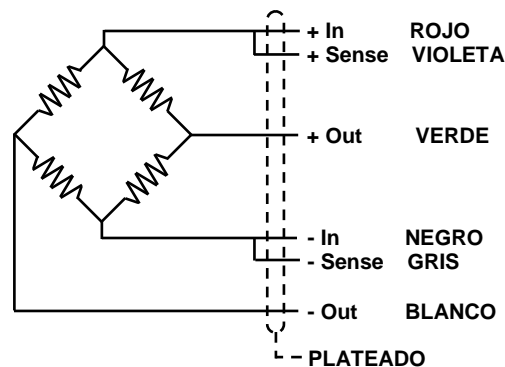 + In ROJO
+ Sense VIOLETA
+ Out VERDE
- In NEGRO
- Sense GRIS
- Out BLANCO
PLATEADO